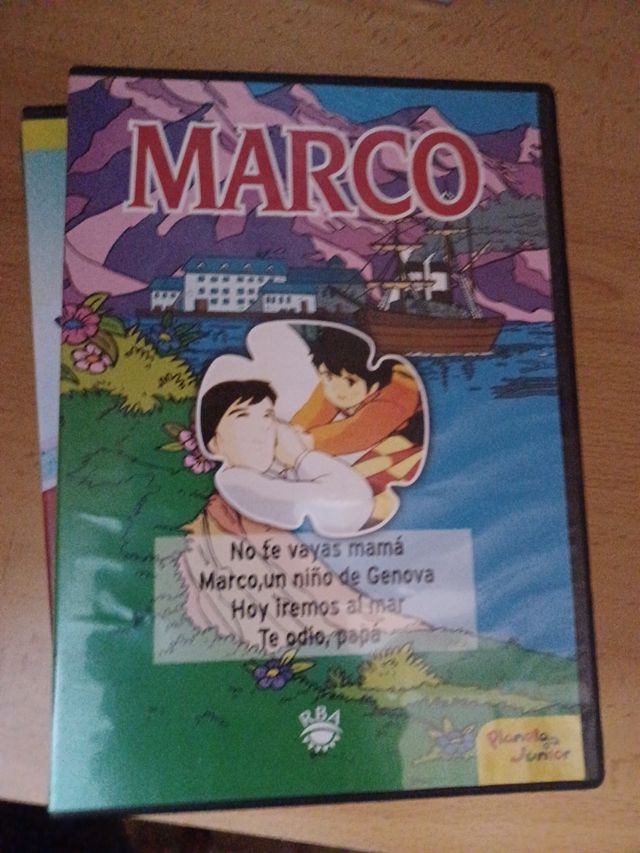 MARCO
No te vayas mamá
Marco,un niño de Genova
Hoy iremos al mar
Te odio, papá
RBA
Planeta Junior